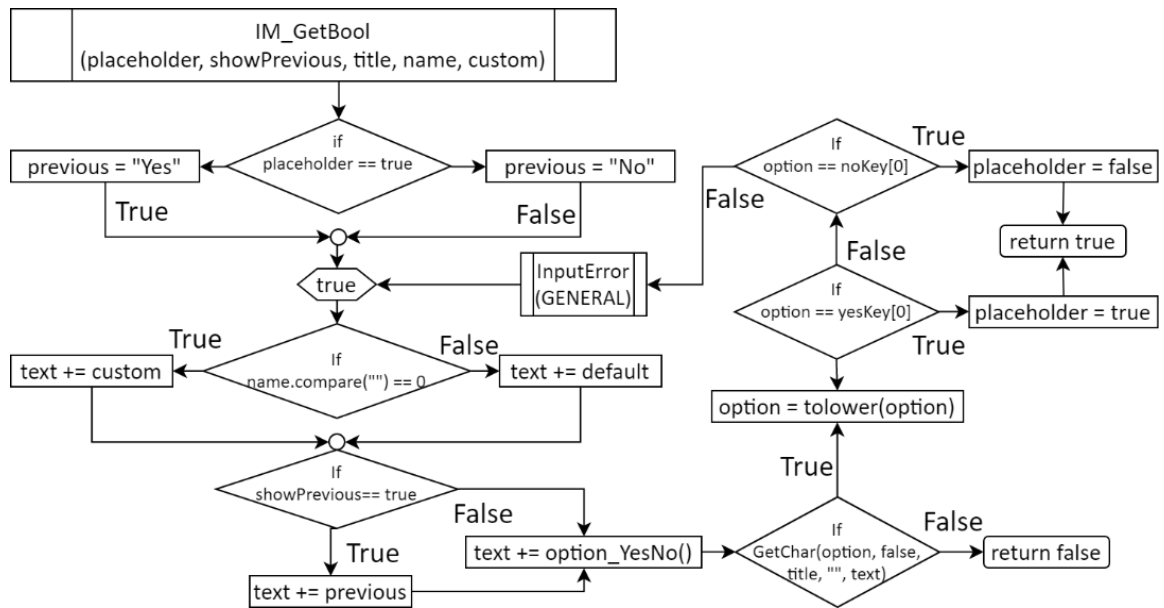 IM_GetBool
(placeholder, showPrevious, title, name, custom)
if
placeholder == true
previous = "Yes"
previous = "No"
True
False
true
InputError
(GENERAL)
If
name.compare("") == 0
True
False
text += custom
text += default
If
showPrevious== true
False
True
text += previous
text += option_YesNo()
If
GetChar(option, false,
title, "", text)
False
return false
True
option = tolower(option)
If
option == yesKey[0]
True
placeholder = true
False
If
option == noKey[0]
True
placeholder = false
return true
False